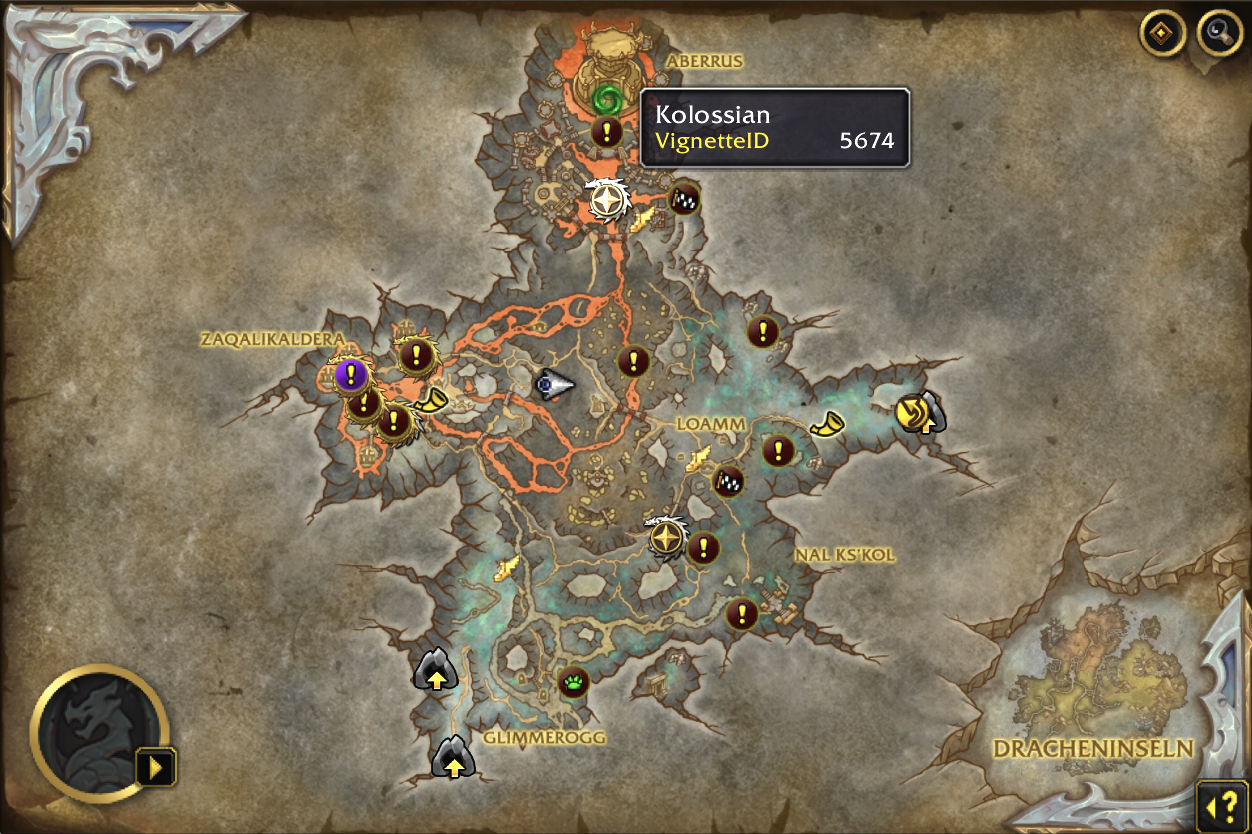 ABERRUS
Kolossian
VignetteID 5674
ZAQALIKALDERA
LOAMM
NAL KS'KOL
GLIMMEROGG
DRACHENINSELN